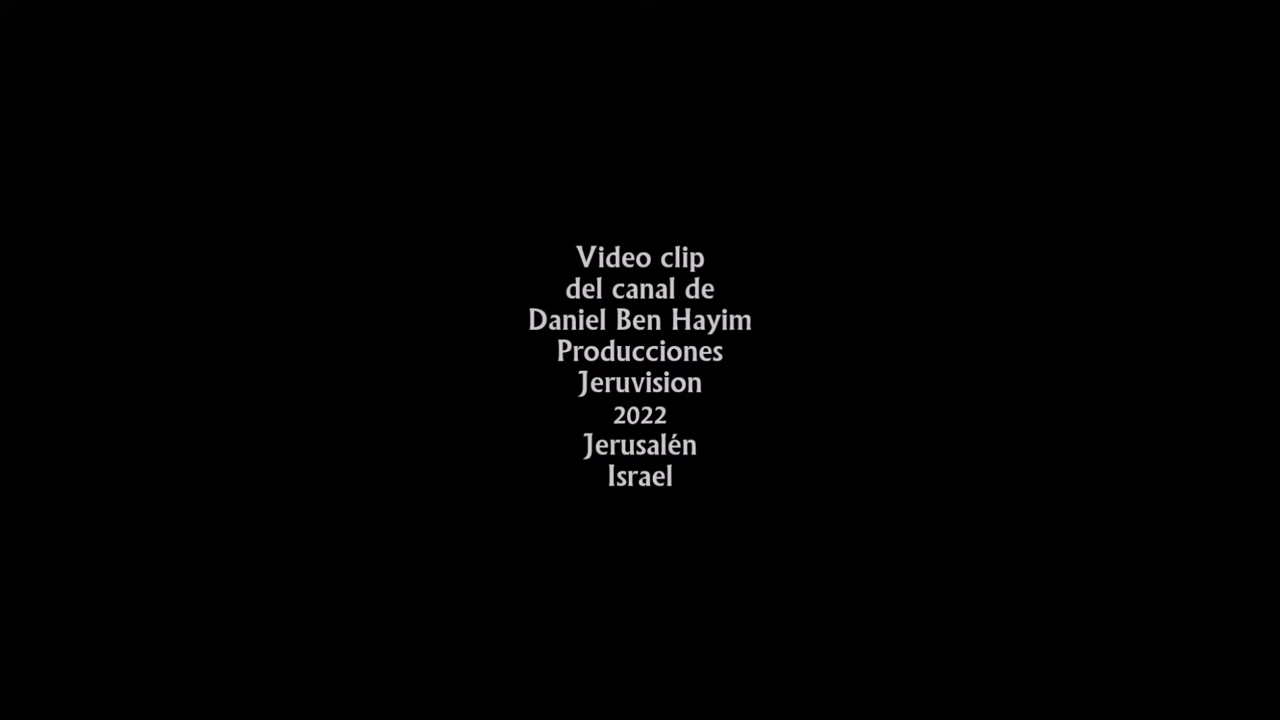 Video clip
del canal de
Daniel Ben Hayim
Producciones
Jeruvision
2022
Jerusalén
Israel